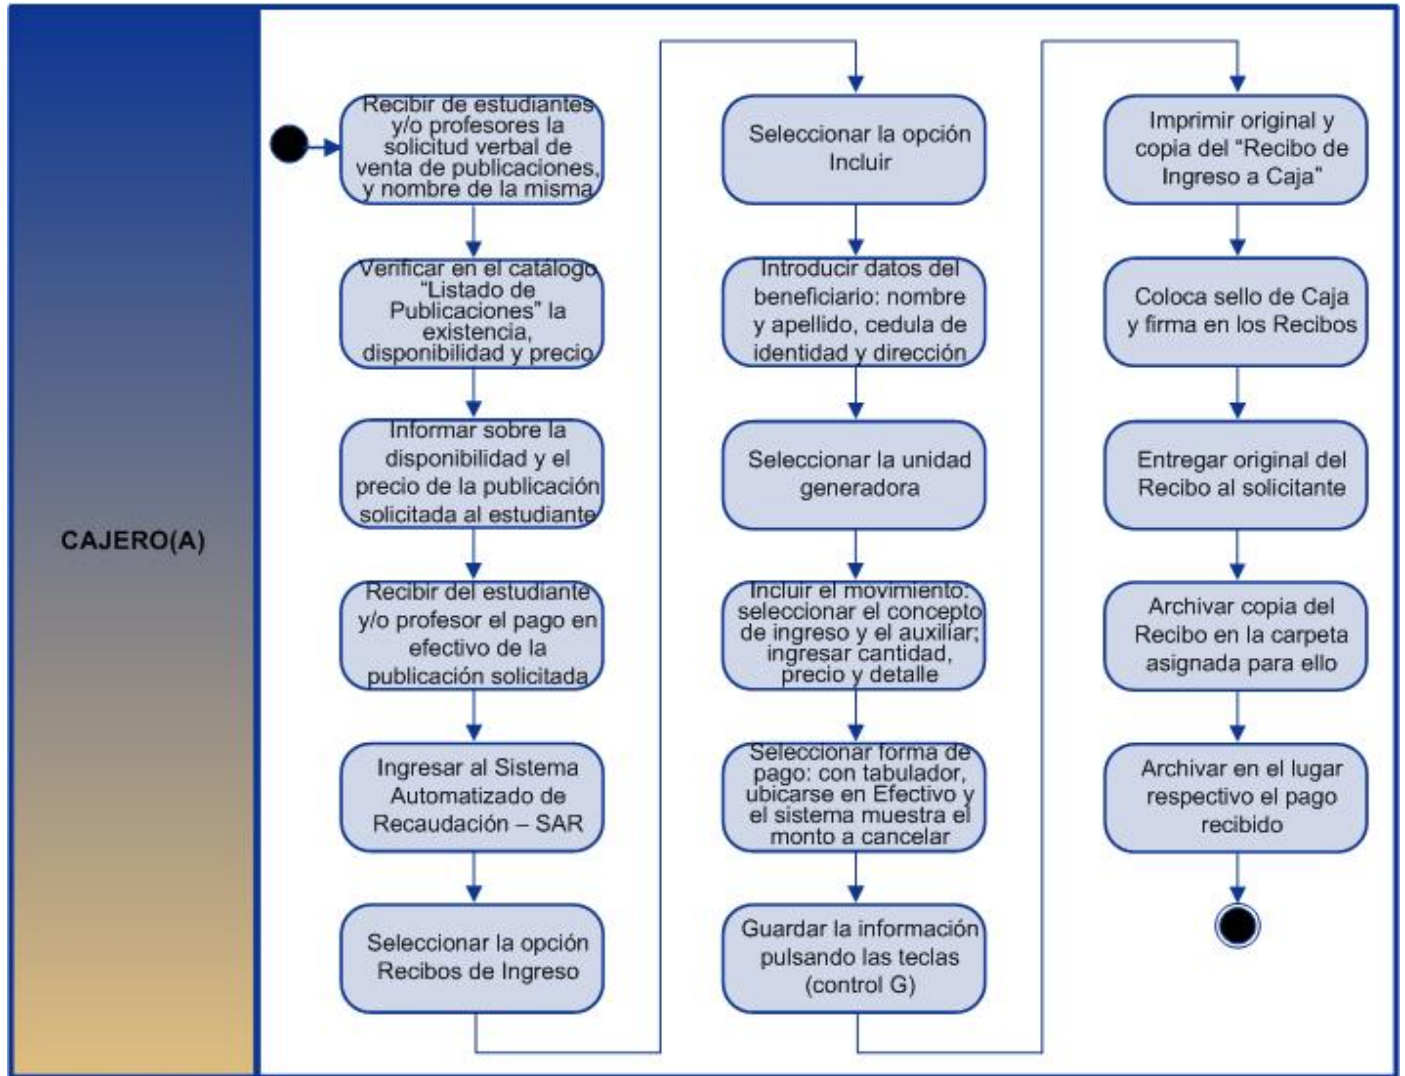 CAJERO(A)
Recibir de estudiantes
y/o profesores la
solicitud verbal de
venta de publicaciones,
y nombre de la misma
Verificar en el catálogo
“Listado de
Publicaciones” la
existencia,
disponibilidad y precio
Informar sobre la
disponibilidad y el
precio de la publicación
solicitada al estudiante
Recibir del estudiante
y/o profesor el pago en
efectivo de la
publicación solicitada
Ingresar al Sistema
Automatizado de
Recaudación – SAR
Seleccionar la opción
Recibos de Ingreso
Seleccionar la opción
Incluir
Introducir datos del
beneficiario: nombre
y apellido, cedula de
identidad y dirección
Seleccionar la unidad
generadora
Incluir el movimiento:
seleccionar el concepto
de ingreso y el auxiliar;
ingresar cantidad,
precio y detalle
Seleccionar forma de
pago: con tabulador,
ubicarse en Efectivo y
el sistema muestra el
monto a cancelar
Guardar la información
pulsando las teclas
(control G)
Imprimir original y
copia del “Recibo de
Ingreso a Caja”
Coloca sello de Caja
y firma en los Recibos
Entregar original del
Recibo al solicitante
Archivar copia del
Recibo en la carpeta
asignada para ello
Archivar en el lugar
respectivo el pago
recibido